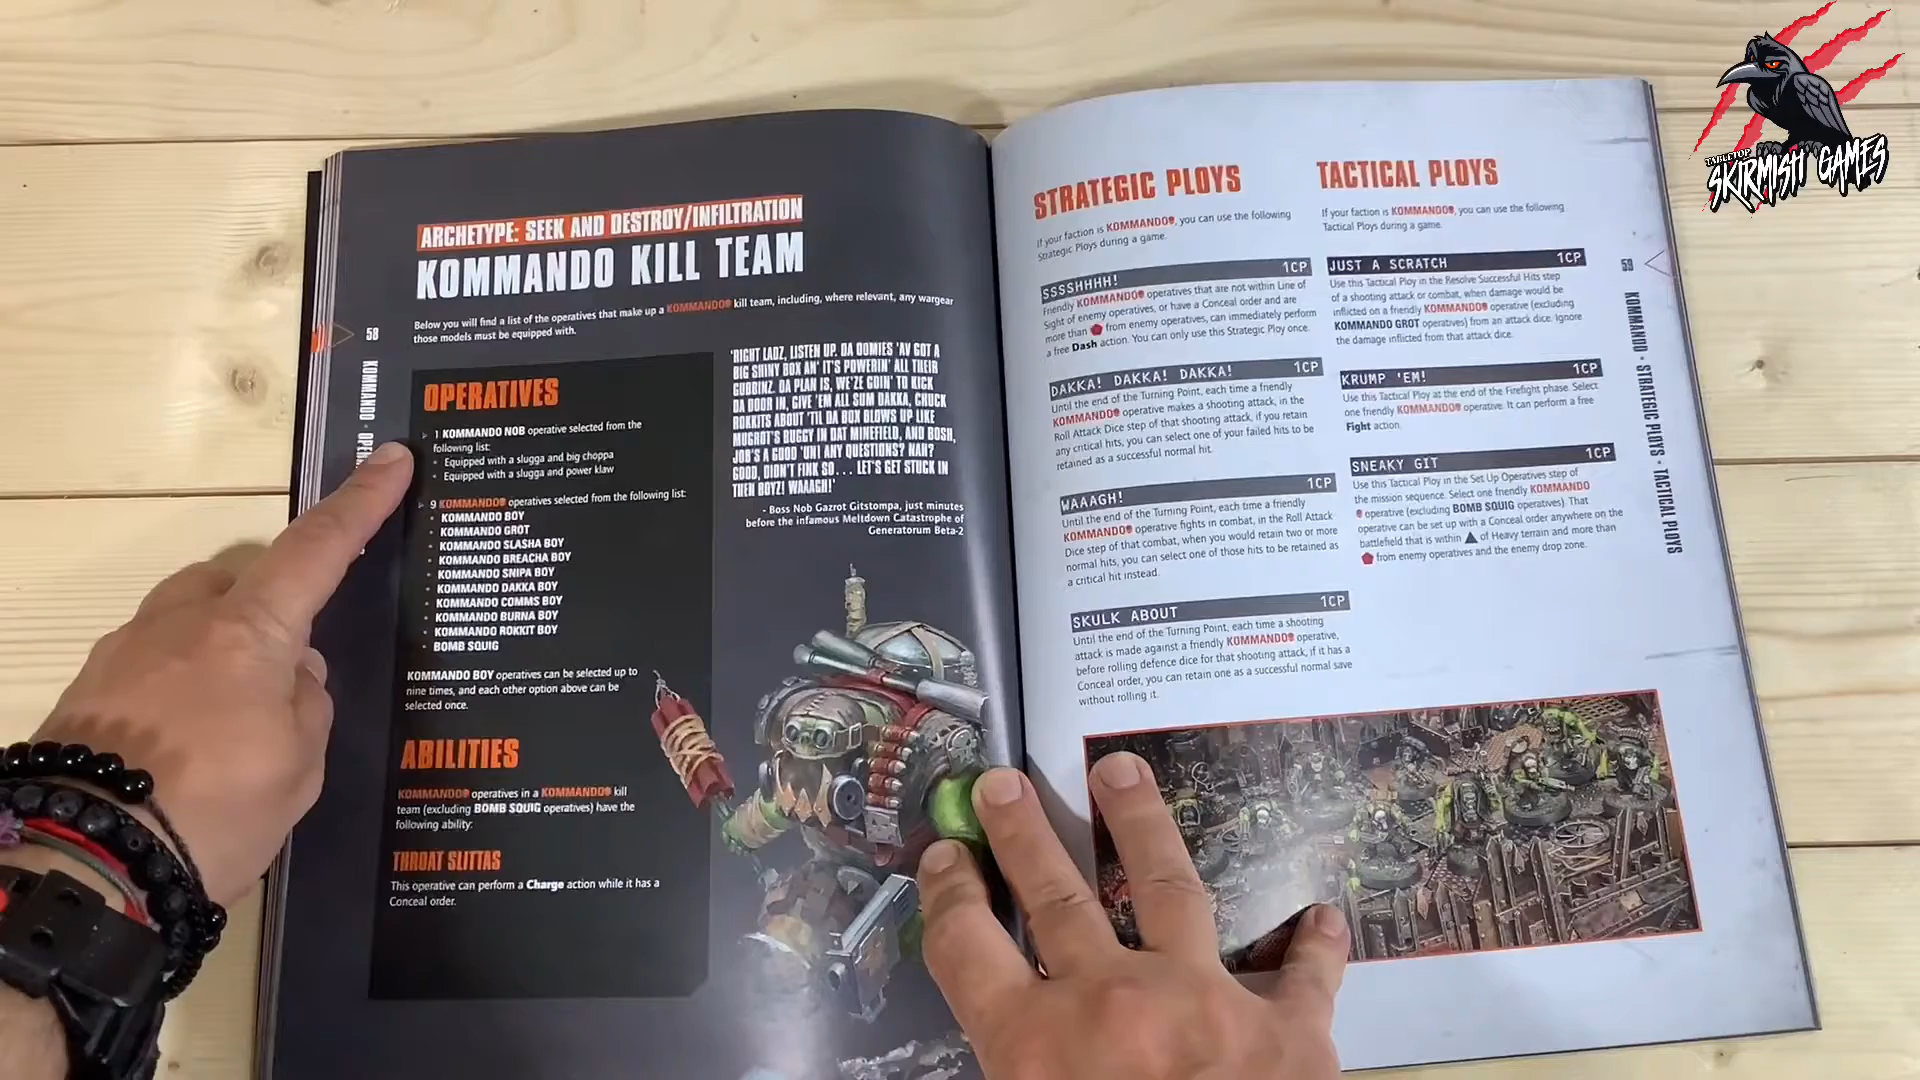 ARCHETYPE: SEEK AND DESTROY/INFILTRATION
KOMMANDO KILL TEAM
Below you will find a list of the operatives that make up a KOMMANDO kill team, including, where relevant, any wargear
those models must be equipped with.
58
KOMMANDO
OPERATIVES
1 KOMMANDO NOB operative selected from the
following list:
Equipped with a slugga and big choppa
Equipped with a slugga and power klaw
9 KOMMANDO operatives selected from the following list:
KOMMANDO BOY
KOMMANDO GROT
KOMMANDO SLASHA BOY
KOMMANDO BREACHA BOY
KOMMANDO SNIPA BOY
KOMMANDO DAKKA BOY
KOMMANDO COMMS BOY
KOMMANDO BURNA BOY
KOMMANDO ROKKIT BOY
BOMB SQUIG
KOMMANDO BOY operatives can be selected up to
nine times, and each other option above can be
selected once.
ABILITIES
KOMMANDO operatives in a KOMMANDO kill
team (excluding BOMB SQUIG operatives) have the
following ability:
THROAT SLITTAS
This operative can perform a Charge action while it has a
Conceal order.
'RIGHT LADZ, LISTEN UP. DA OOMIES 'AV GOT A
BIG SHINY BOX AN' IT'S POWERIN' ALL THEIR
GUBBINZ. DA PLAN IS, WE'ZE GOIN' TO KICK
DA DOOR IN, GIVE 'EM ALL SUM DAKKA, CHUCK
ROKKITS ABOUT 'TIL DA BOX BLOWS UP LIKE
MUGROT'S BUGGY IN DAT MINEFIELD, AND BOSH,
JOB'S A GOOD 'UN! ANY QUESTIONS? NAH?
GOOD, DIDN'T FINK SO... LET'S GET STUCK IN
THEN BOYZ! WAAAGH!'
- Boss Nob Gazrot Gitstompa, just minutes
before the infamous Meltdown Catastrophe of
Generatorum Beta-2
STRATEGIC PLOYS
If your faction is KOMMANDO, you can use the following
Strategic Ploys during a game.
SSSSHHHH! 1CP
Friendly KOMMANDO operatives that are not within Line of
Sight of enemy operatives, or have a Conceal order and are
more than from enemy operatives, can immediately perform
a free Dash action. You can only use this Strategic Ploy once.
DAKKA! DAKKA! DAKKA! 1CP
Until the end of the Turning Point, each time a friendly
KOMMANDO operative makes a shooting attack, in the
Roll Attack Dice step of that shooting attack, if you retain
any critical hits, you can select one of your failed hits to be
retained as a successful normal hit.
WAAAGH! 1CP
Until the end of the Turning Point, each time a friendly
KOMMANDO operative fights in combat, in the Roll Attack
Dice step of that combat, when you would retain two or more
normal hits, you can select one of those hits to be retained as
a critical hit instead.
SKULK ABOUT 1CP
Until the end of the Turning Point, each time a shooting
attack is made against a friendly KOMMANDO operative,
before rolling defence dice for that shooting attack, if it has a
Conceal order, you can retain one as a successful normal save
without rolling it.
TACTICAL PLOYS
If your faction is KOMMANDO, you can use the following
Tactical Ploys during a game.
JUST A SCRATCH 1CP
Use this Tactical Ploy in the Resolve Successful Hits step
of a shooting attack or combat, when damage would be
inflicted on a friendly KOMMANDO operative (excluding
KOMMANDO GROT operatives) from an attack dice. Ignore
the damage inflicted from that attack dice.
KRUMP 'EM! 1CP
Use this Tactical Ploy at the end of the Firefight phase. Select
one friendly KOMMANDO operative. It can perform a free
Fight action.
SNEAKY GIT 1CP
Use this Tactical Ploy in the Set Up Operatives step of
the mission sequence. Select one friendly KOMMANDO
operative (excluding BOMB SQUIG operatives). That
operative can be set up with a Conceal order anywhere on the
battlefield that is within of Heavy terrain and more than
from enemy operatives and the enemy drop zone.
59
KOMMANDO • STRATEGIC PLOYS • TACTICAL PLOYS
TABLETOP
SKIRMISH GAMES